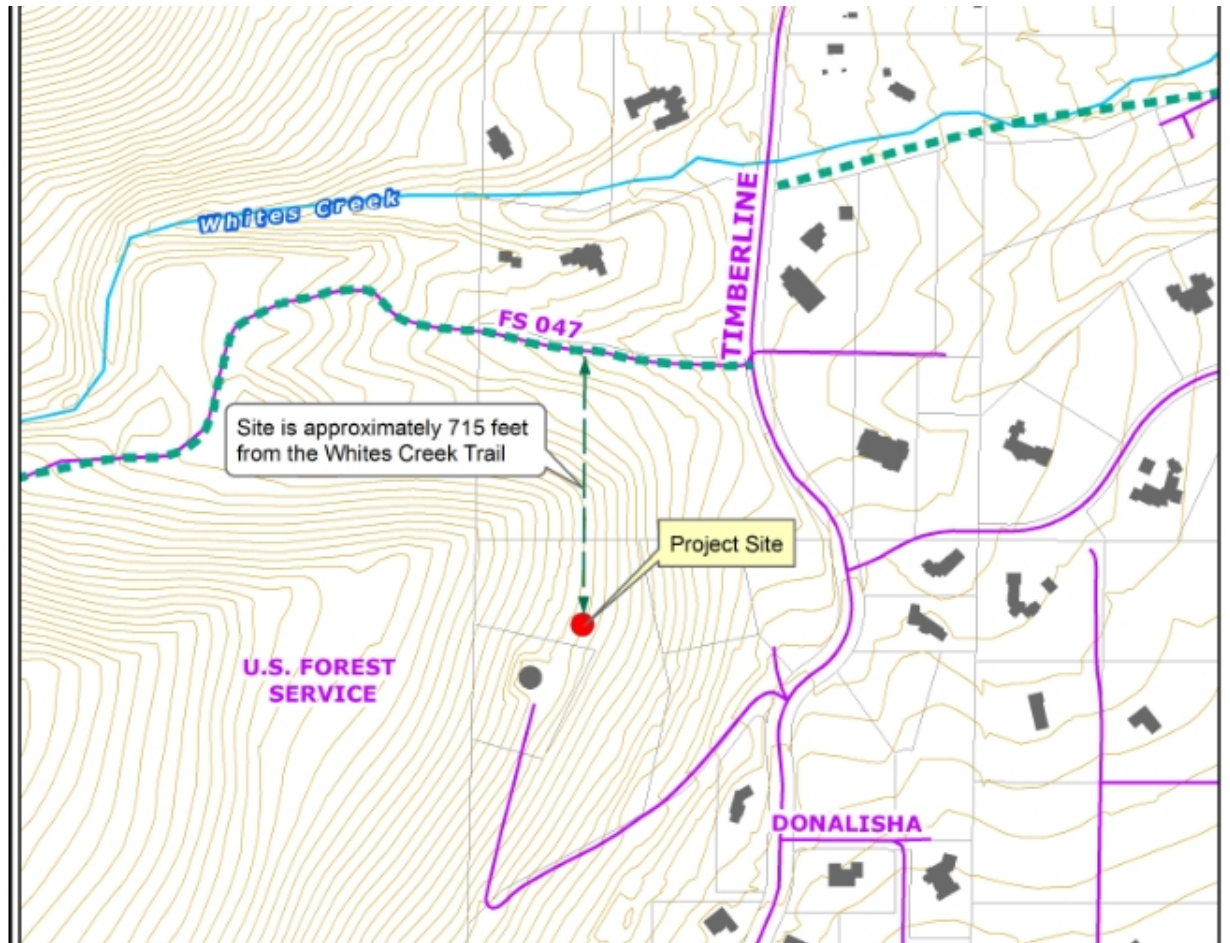 Whites Creek
TIMBERLINE
FS 047
Site is approximately 715 feet
from the Whites Creek Trail
Project Site
U.S. FOREST
SERVICE
DONALISHA